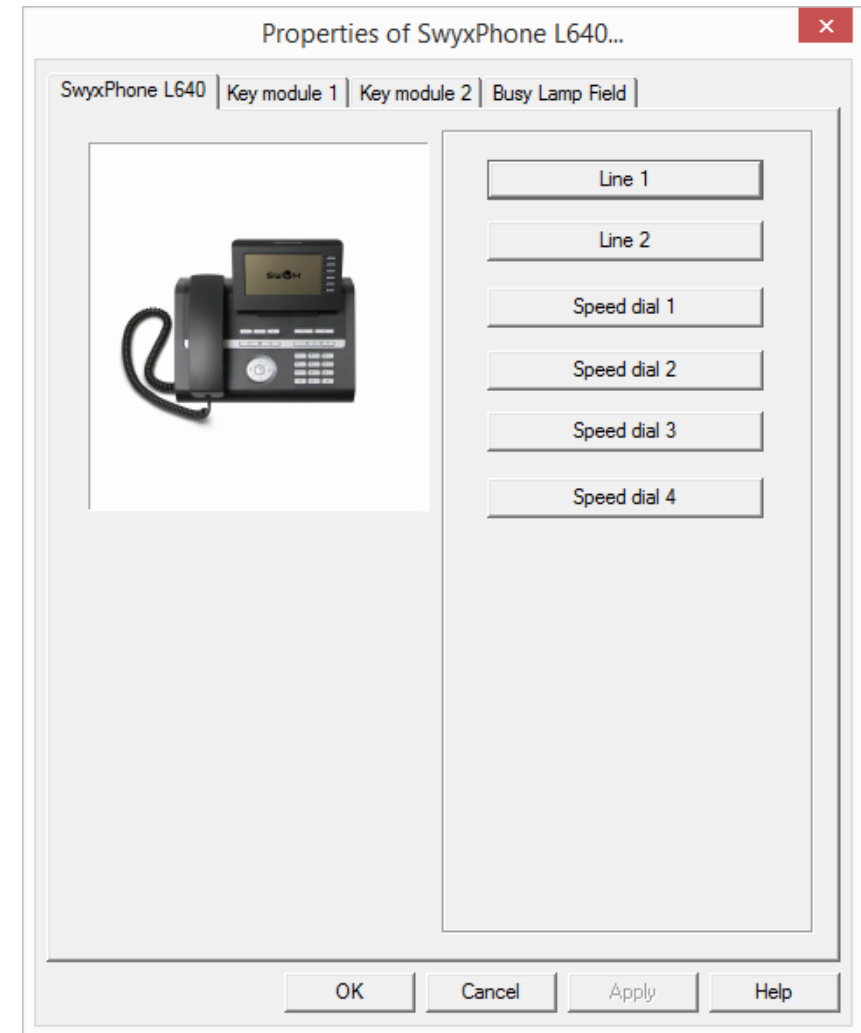 Properties of SwyxPhone L640...
SwyxPhone L640 Key module 1 Key module 2 Busy Lamp Field
Line 1
Line 2
Speed dial 1
Speed dial 2
Speed dial 3
Speed dial 4
OK Cancel Apply Help